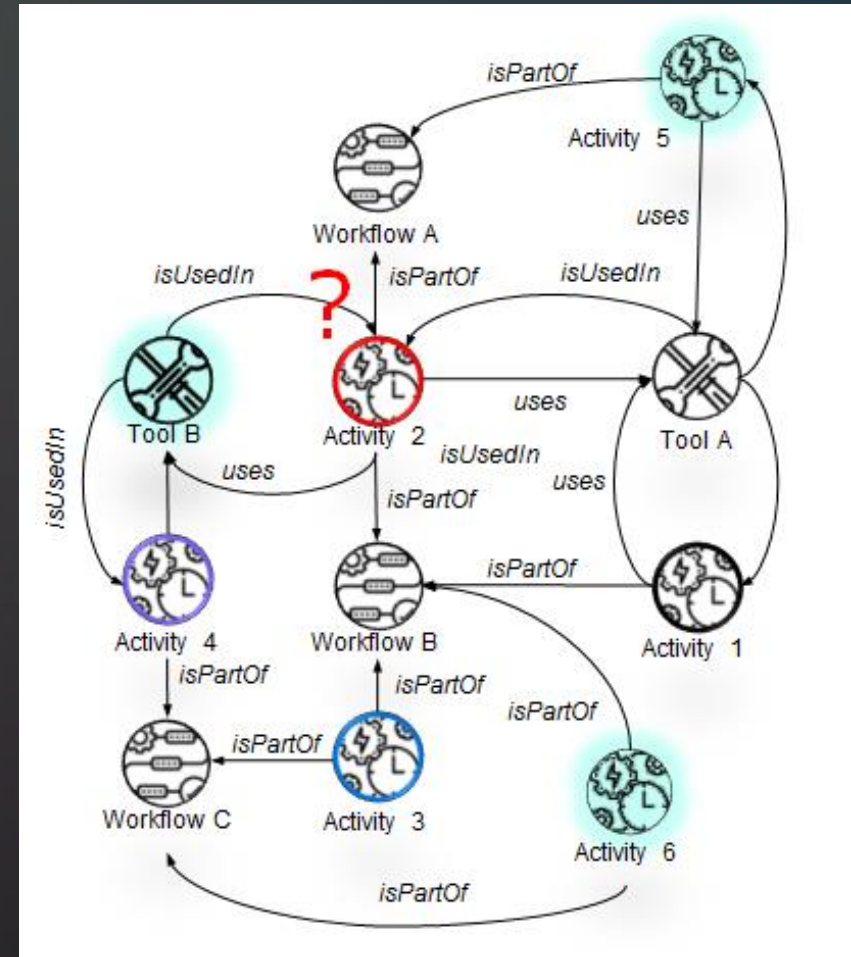 isPartOf
Activity 5
Workflow A
uses
isUsedIn
isPartOf
isUsedIn
?
Tool B
Activity 2
uses
Tool A
isUsedIn
uses
isUsedIn
uses
isPartOf
isPartOf
Activity 4
Workflow B
Activity 1
isPartOf
isPartOf
isPartOf
isPartOf
Workflow C
Activity 3
Activity 6
isPartOf